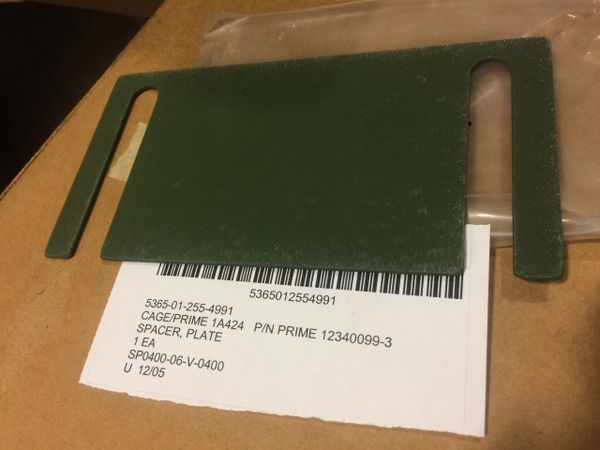 5365012554991
5365-01-255-4991
CAGE/PRIME 1A424 P/N PRIME 12340099-3
SPACER, PLATE
1 EA
SP0400-06-V-0400
U 12/05